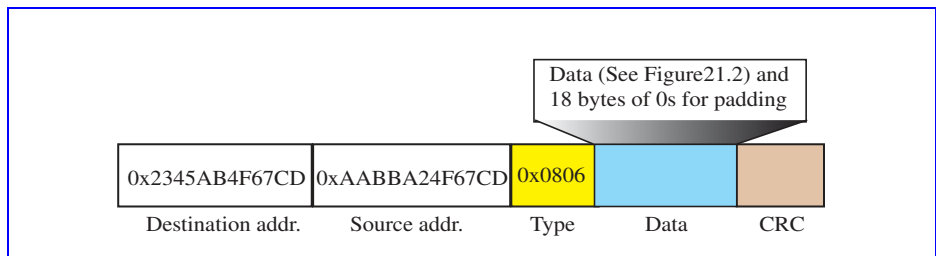 Data (See Figure21.2) and
18 bytes of 0s for padding
0x2345AB4F67CD 0xAABBA24F67CD 0x0806
Destination addr. Source addr. Type Data CRC